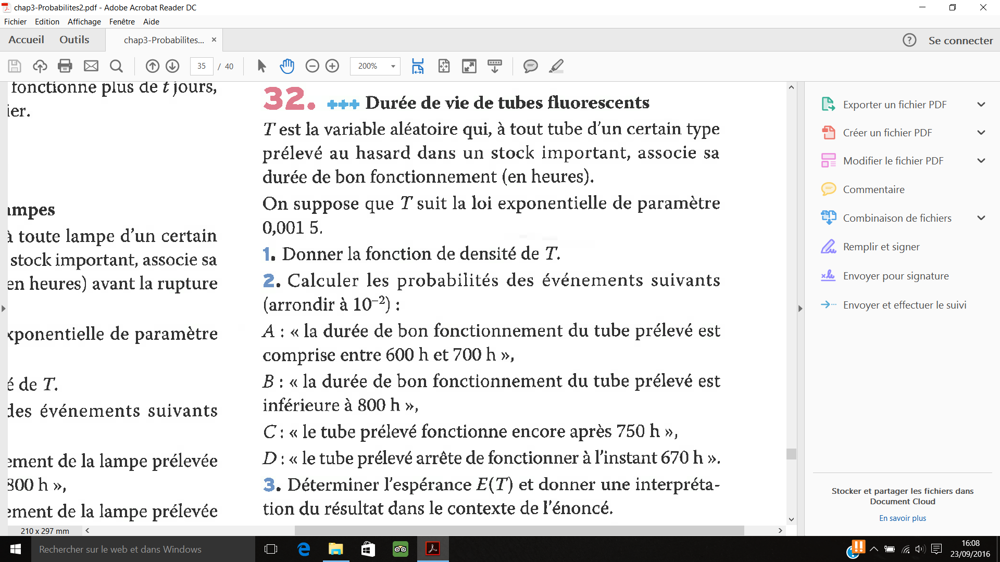 chap3-Probabilites2.pdf - Adobe Acrobat Reader DC
Fichier Edition Affichage Fenêtre Aide
Accueil Outils chap3-Probabilites... × ? Se connecter
35 / 40 200%
fonctionne plus de t jours,
ier.
ampes
à toute lampe d'un certain
stock important, associe sa
en heures) avant la rupture
xponentielle de paramètre
é de T.
des événements suivants
ement de la lampe prélevée
800 h »,
ement de la lampe prélevée
32. +++ Durée de vie de tubes fluorescents
T est la variable aléatoire qui, à tout tube d'un certain type
prélevé au hasard dans un stock important, associe sa
durée de bon fonctionnement (en heures).
On suppose que T suit la loi exponentielle de paramètre
0,001 5.
1. Donner la fonction de densité de T.
2. Calculer les probabilités des événements suivants
(arrondir à 10⁻²) :
A : « la durée de bon fonctionnement du tube prélevé est
comprise entre 600 h et 700 h »,
B : « la durée de bon fonctionnement du tube prélevé est
inférieure à 800 h »,
C : « le tube prélevé fonctionne encore après 750 h »,
D : « le tube prélevé arrête de fonctionner à l'instant 670 h ».
3. Déterminer l'espérance E(T) et donner une interpréta-
tion du résultat dans le contexte de l'énoncé.
Exporter un fichier PDF
Créer un fichier PDF
Modifier le fichier PDF
Commentaire
Combinaison de fichiers
Remplir et signer
Envoyer pour signature
Envoyer et effectuer le suivi
Stocker et partager les fichiers dans
Document Cloud
En savoir plus
210 x 297 mm
Rechercher sur le web et dans Windows
16:08
23/09/2016